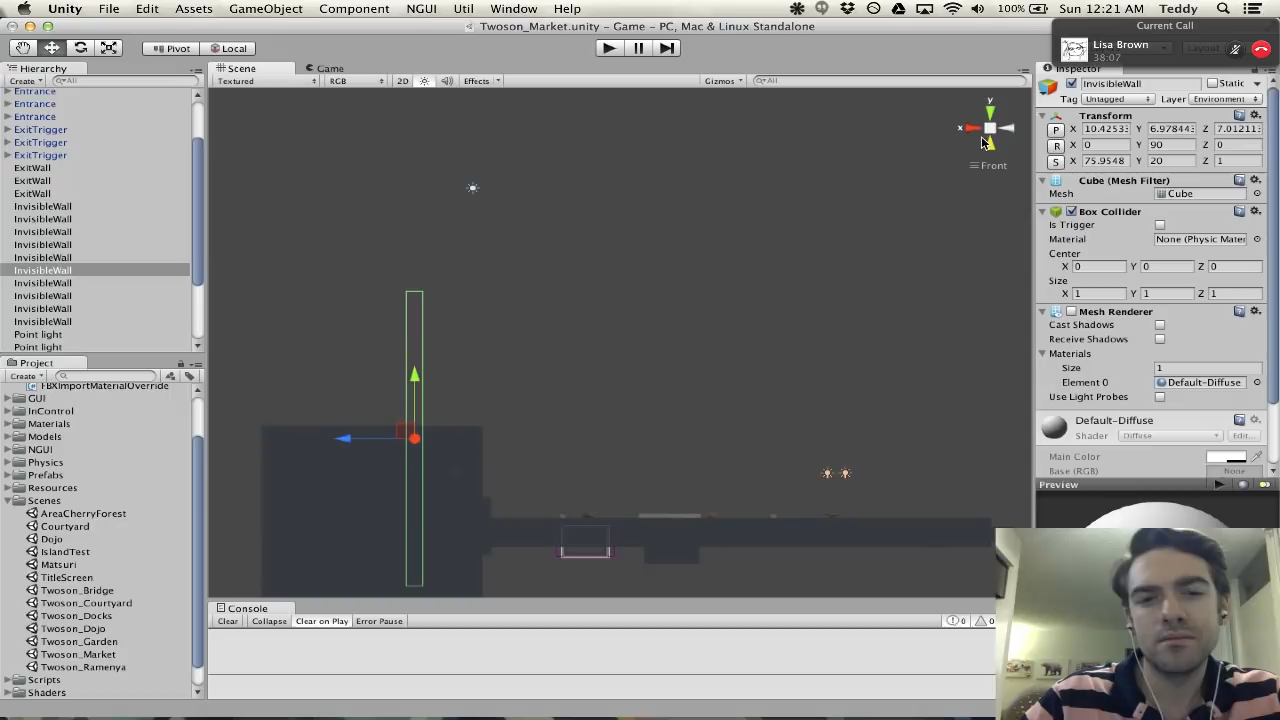 Unity File Edit Assets GameObject Component NGUI Util Window Help 100% Sun 12:21 AM Teddy
Twoson_Market.unity - Game - PC, Mac & Linux Standalone
Current Call
Lisa Brown
38:07
Pivot Local
Hierarchy
Create All
Entrance
Entrance
Entrance
ExitTrigger
ExitTrigger
ExitTrigger
ExitWall
ExitWall
ExitWall
InvisibleWall
InvisibleWall
InvisibleWall
InvisibleWall
InvisibleWall
InvisibleWall
InvisibleWall
InvisibleWall
InvisibleWall
InvisibleWall
Point light
Point light
Project
Create
FBXImportMaterialOverride
GUI
InControl
Materials
Models
NGUI
Physics
Prefabs
Resources
Scenes
AreaCherryForest
Courtyard
Dojo
IslandTest
Matsuri
TitleScreen
Twoson_Bridge
Twoson_Courtyard
Twoson_Docks
Twoson_Dojo
Twoson_Garden
Twoson_Market
Twoson_Ramenya
Scripts
Shaders
Scene Game
Textured RGB 2D Effects Gizmos All
y
x
Front
Console
Clear Collapse Clear on Play Error Pause 0 0
Inspector
InvisibleWall Static
Tag Untagged Layer Environment
Transform
P X 10.4253 Y 6.97844 Z 7.01211
R X 0 Y 90 Z 0
S X 75.9548 Y 20 Z 1
Cube (Mesh Filter)
Mesh Cube
Box Collider
Is Trigger
Material None (Physic Mater
Center
X 0 Y 0 Z 0
Size
X 1 Y 1 Z 1
Mesh Renderer
Cast Shadows
Receive Shadows
Materials
Size 1
Element 0 Default-Diffuse
Use Light Probes
Default-Diffuse
Shader Diffuse Edit...
Main Color
Base (RGB) None
Preview